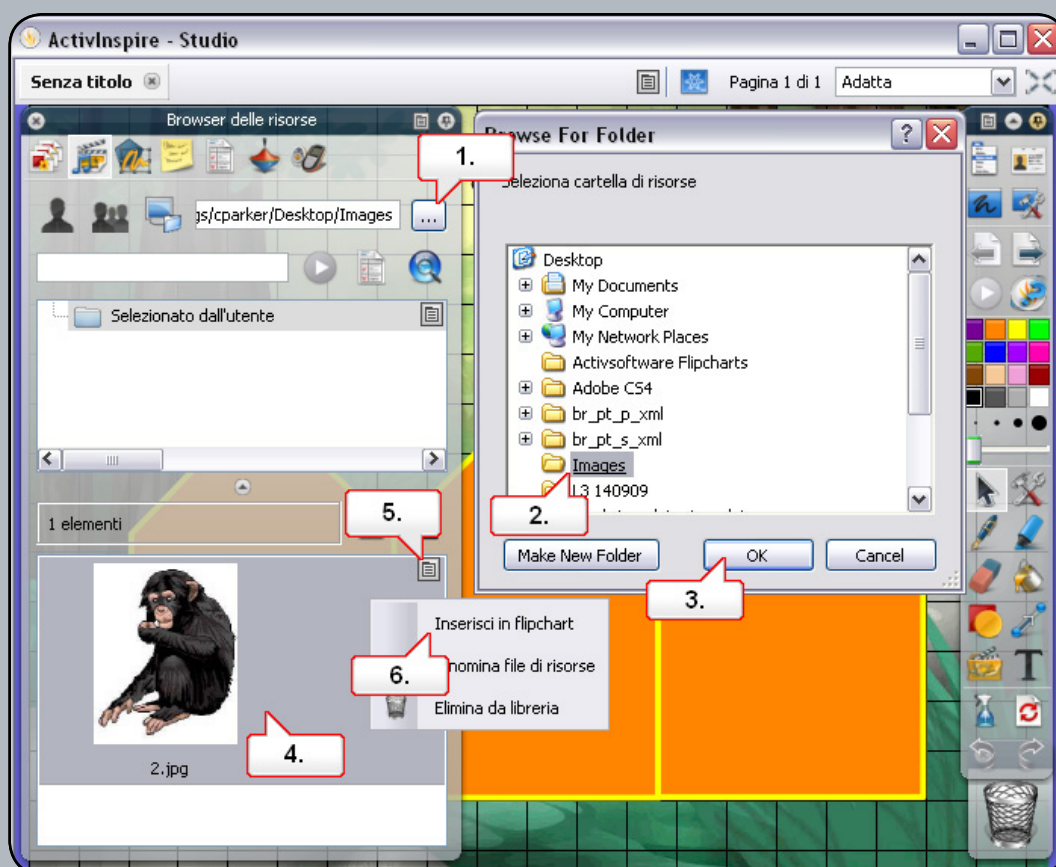 ActivInspire - Studio
Senza titolo
Pagina 1 di 1
Adatta
Browser delle risorse
1.
gs/cparker/Desktop/Images
...
Selezionato dall'utente
1 elementi
5.
2.jpg
4.
Inserisci in flipchart
nomina file di risorse
6.
Elimina da libreria
wse For Folder
Seleziona cartella di risorse
Desktop
My Documents
My Computer
My Network Places
Activsoftware Flipcharts
Adobe CS4
br_pt_p_xml
br_pt_s_xml
Images
L3 140909
2.
Make New Folder
OK
Cancel
3.
T